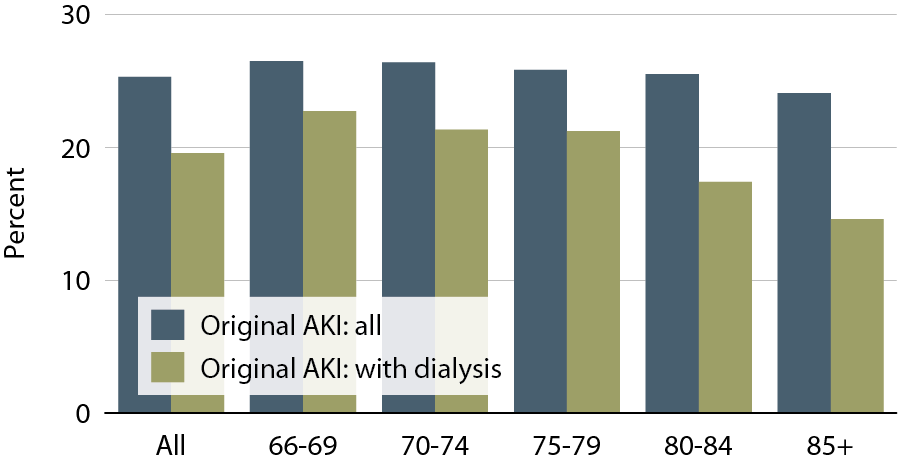 30
20
10
0
Percent
Original AKI: all
Original AKI: with dialysis
All 66-69 70-74 75-79 80-84 85+